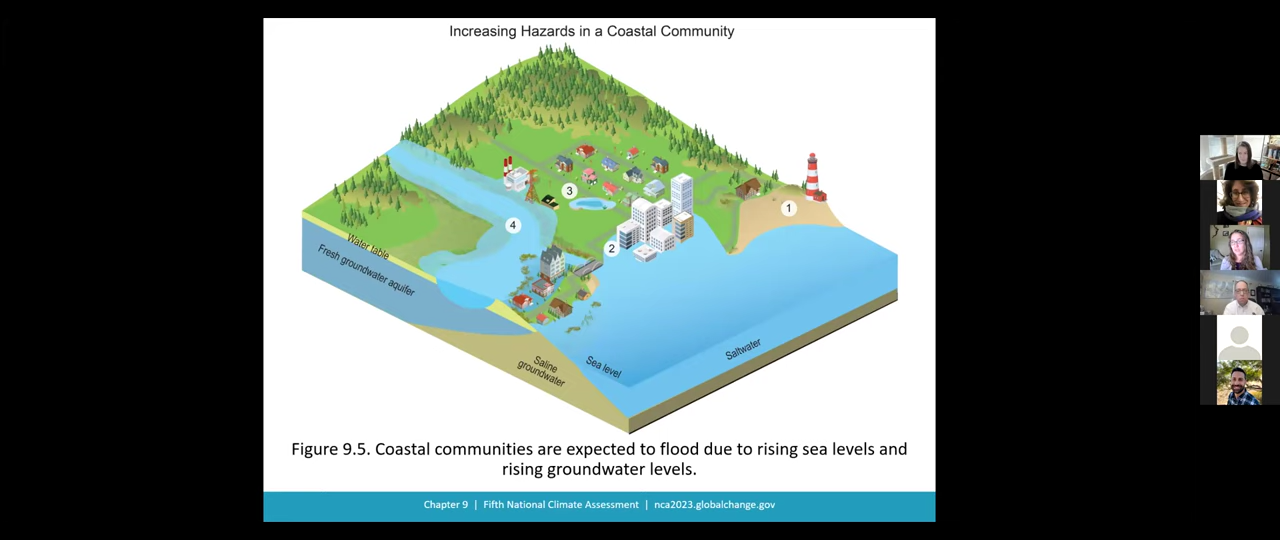 Increasing Hazards in a Coastal Community
1
3
4
2
Water table
Fresh groundwater aquifer
Saline
groundwater
Sea level
Saltwater
Figure 9.5. Coastal communities are expected to flood due to rising sea levels and
rising groundwater levels.
Chapter 9 | Fifth National Climate Assessment | nca2023.globalchange.gov